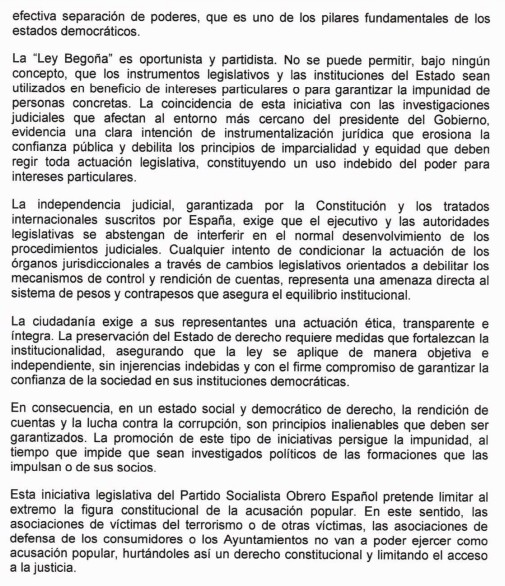 efectiva separación de poderes, que es uno de los pilares fundamentales de los
estados democráticos.
La “Ley Begoña” es oportunista y partidista. No se puede permitir, bajo ningún
concepto, que los instrumentos legislativos y las instituciones del Estado sean
utilizados en beneficio de intereses particulares o para garantizar la impunidad de
personas concretas. La coincidencia de esta iniciativa con las investigaciones
judiciales que afectan al entorno más cercano del presidente del Gobierno,
evidencia una clara intención de instrumentalización jurídica que erosiona la
confianza pública y debilita los principios de imparcialidad y equidad que deben
regir toda actuación legislativa, constituyendo un uso indebido del poder para
intereses particulares.
La independencia judicial, garantizada por la Constitución y los tratados
internacionales suscritos por España, exige que el ejecutivo y las autoridades
legislativas se abstengan de interferir en el normal desenvolvimiento de los
procedimientos judiciales. Cualquier intento de condicionar la actuación de los
órganos jurisdiccionales a través de cambios legislativos orientados a debilitar los
mecanismos de control y rendición de cuentas, representa una amenaza directa al
sistema de pesos y contrapesos que asegura el equilibrio institucional.
La ciudadanía exige a sus representantes una actuación ética, transparente e
íntegra. La preservación del Estado de derecho requiere medidas que fortalezcan la
institucionalidad, asegurando que la ley se aplique de manera objetiva e
independiente, sin injerencias indebidas y con el firme compromiso de garantizar la
confianza de la sociedad en sus instituciones democráticas.
En consecuencia, en un estado social y democrático de derecho, la rendición de
cuentas y la lucha contra la corrupción, son principios inalienables que deben ser
garantizados. La promoción de este tipo de iniciativas persigue la impunidad, al
tiempo que impide que sean investigados políticos de las formaciones que las
impulsan o de sus socios.
Esta iniciativa legislativa del Partido Socialista Obrero Español pretende limitar al
extremo la figura constitucional de la acusación popular. En este sentido, las
asociaciones de víctimas del terrorismo o de otras víctimas, las asociaciones de
defensa de los consumidores o los Ayuntamientos no van a poder ejercer como
acusación popular, hurtándoles así un derecho constitucional y limitando el acceso
a la justicia.